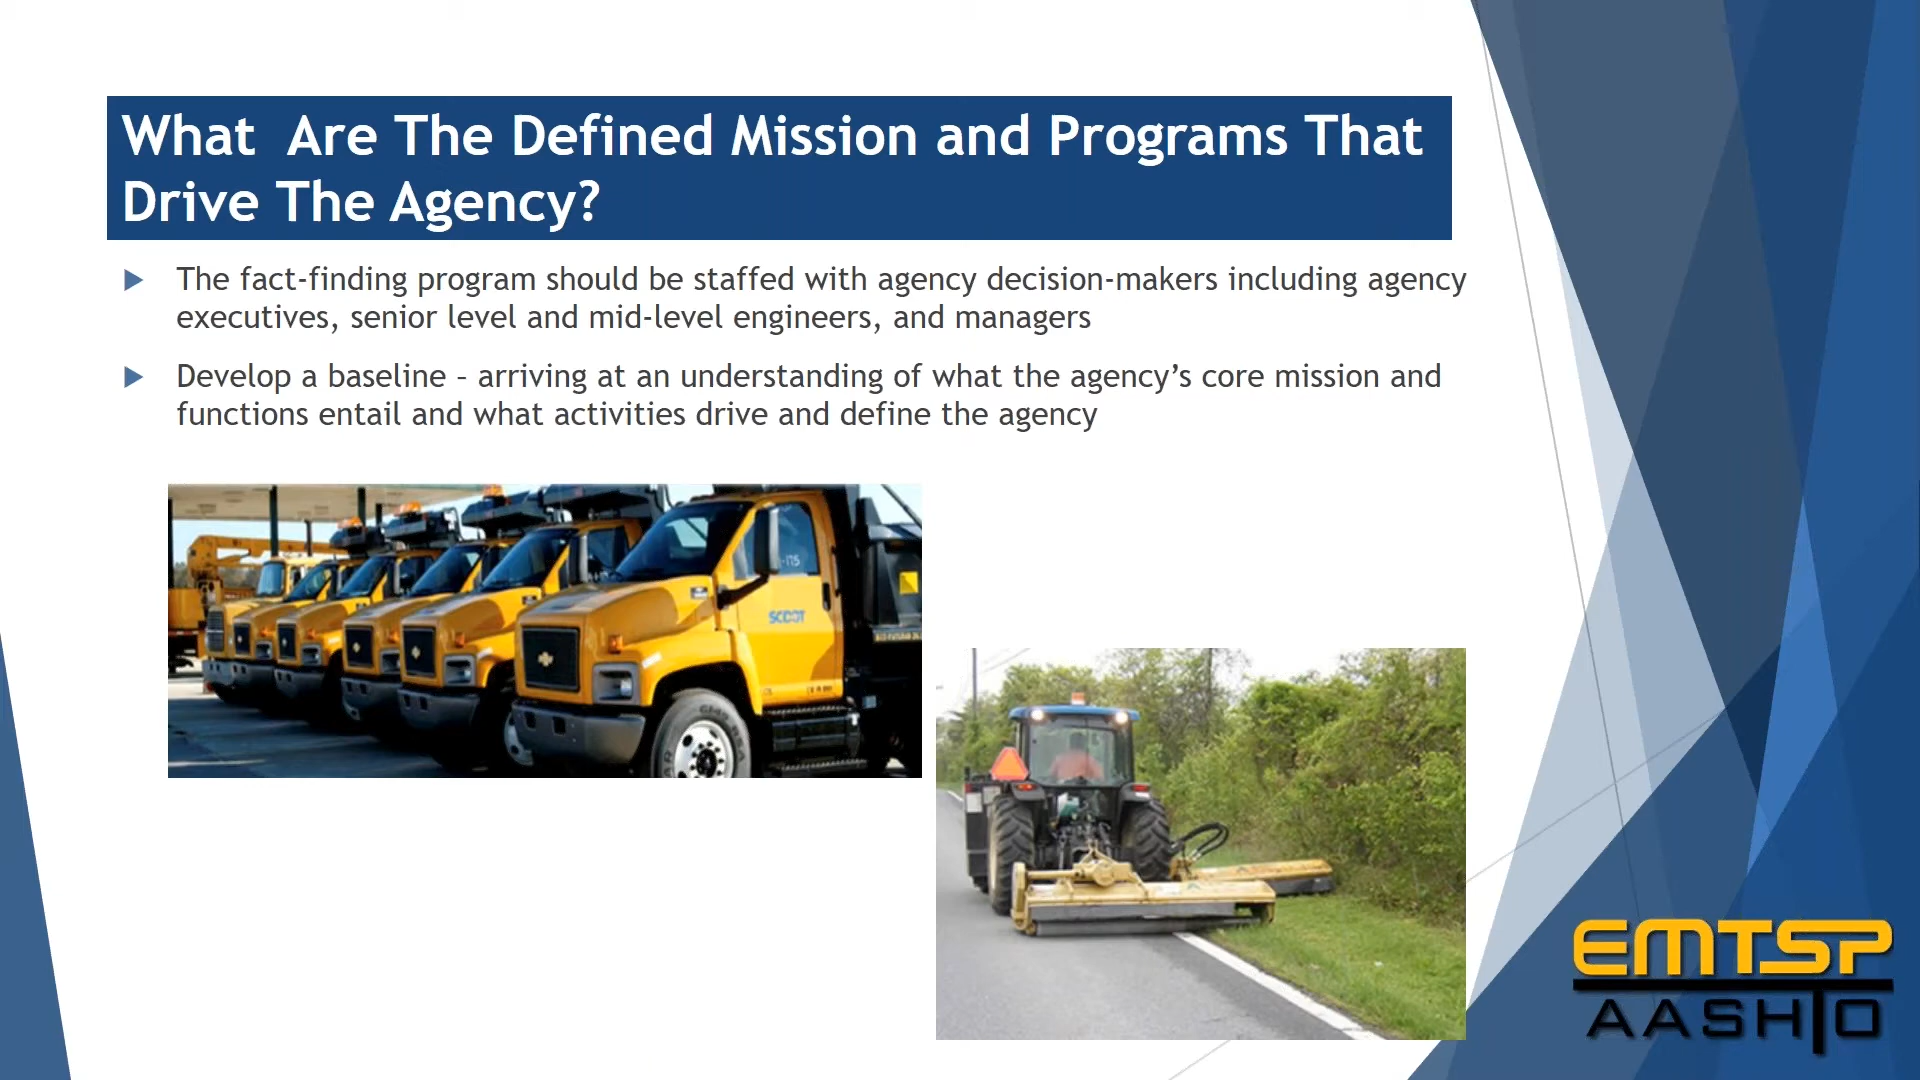 What  Are The Defined Mission and Programs That
Drive The Agency?
The fact-finding program should be staffed with agency decision-makers including agency
executives, senior level and mid-level engineers, and managers
Develop a baseline – arriving at an understanding of what the agency’s core mission and
functions entail and what activities drive and define the agency
SCDOT
EMTSP
AASHTO